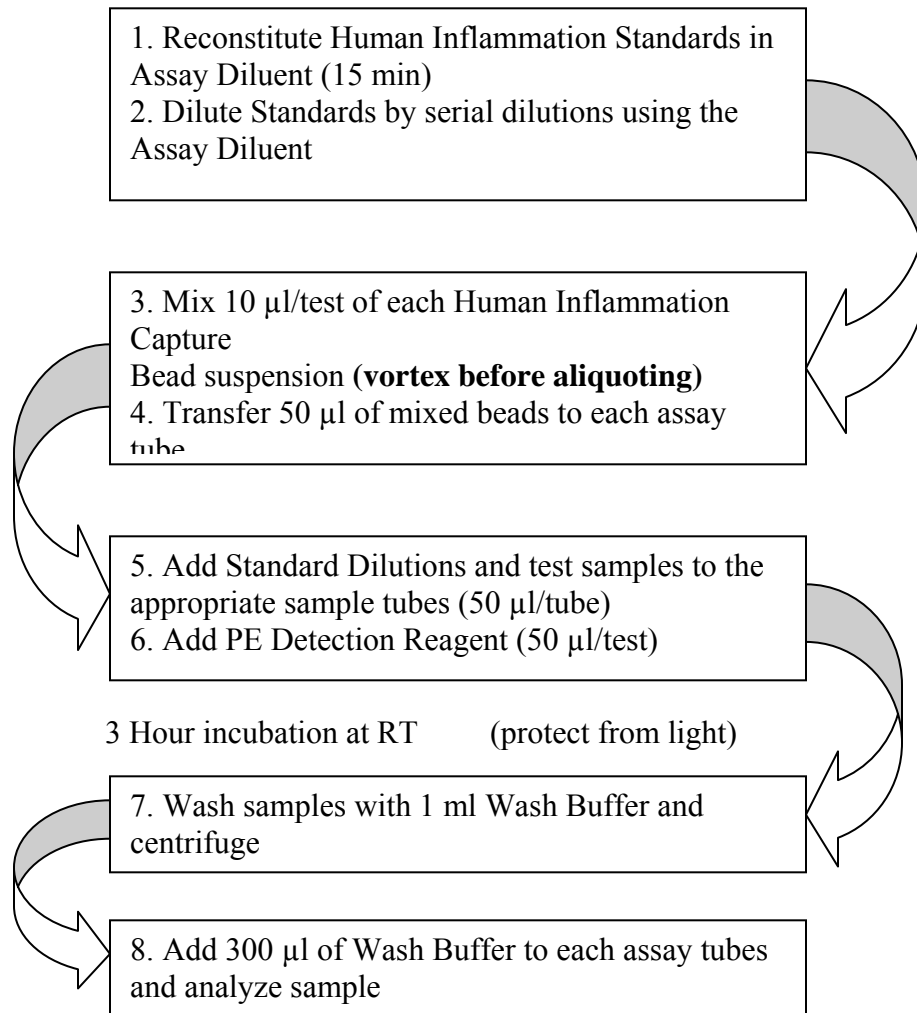 1. Reconstitute Human Inflammation Standards in
Assay Diluent (15 min)
2. Dilute Standards by serial dilutions using the
Assay Diluent
3. Mix 10 µl/test of each Human Inflammation
Capture
Bead suspension (vortex before aliquoting)
4. Transfer 50 µl of mixed beads to each assay
tube
5. Add Standard Dilutions and test samples to the
appropriate sample tubes (50 µl/tube)
6. Add PE Detection Reagent (50 µl/test)
3 Hour incubation at RT (protect from light)
7. Wash samples with 1 ml Wash Buffer and
centrifuge
8. Add 300 µl of Wash Buffer to each assay tubes
and analyze sample